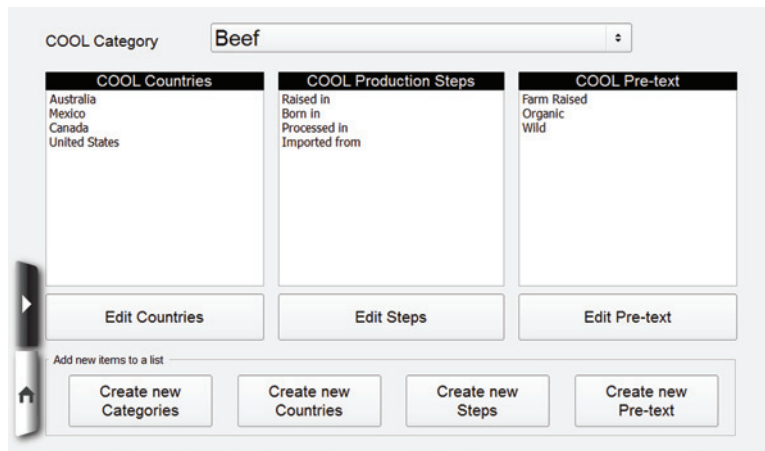 COOL Category
Beef
COOL Countries
Australia
Mexico
Canada
United States
COOL Production Steps
Raised in
Born in
Processed in
Imported from
COOL Pre-text
Farm Raised
Organic
Wild
Edit Countries
Edit Steps
Edit Pre-text
Add new items to a list
Create new
Categories
Create new
Countries
Create new
Steps
Create new
Pre-text